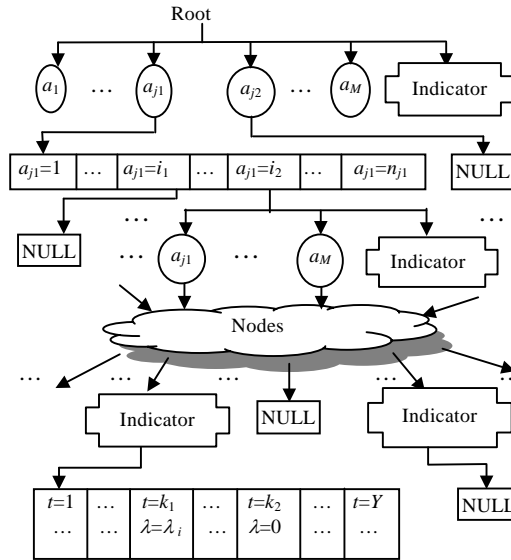 Root
a1 … aj1 aj2 … aM Indicator
aj1=1 … aj1=i1 … aj1=i2 … aj1=nj1 NULL
… …
NULL … aj1 … aM Indicator
Nodes
… … … … …
Indicator NULL Indicator
t=1 … t=k1 … t=k2 … t=Y NULL
… … λ=λi … λ=0 … …